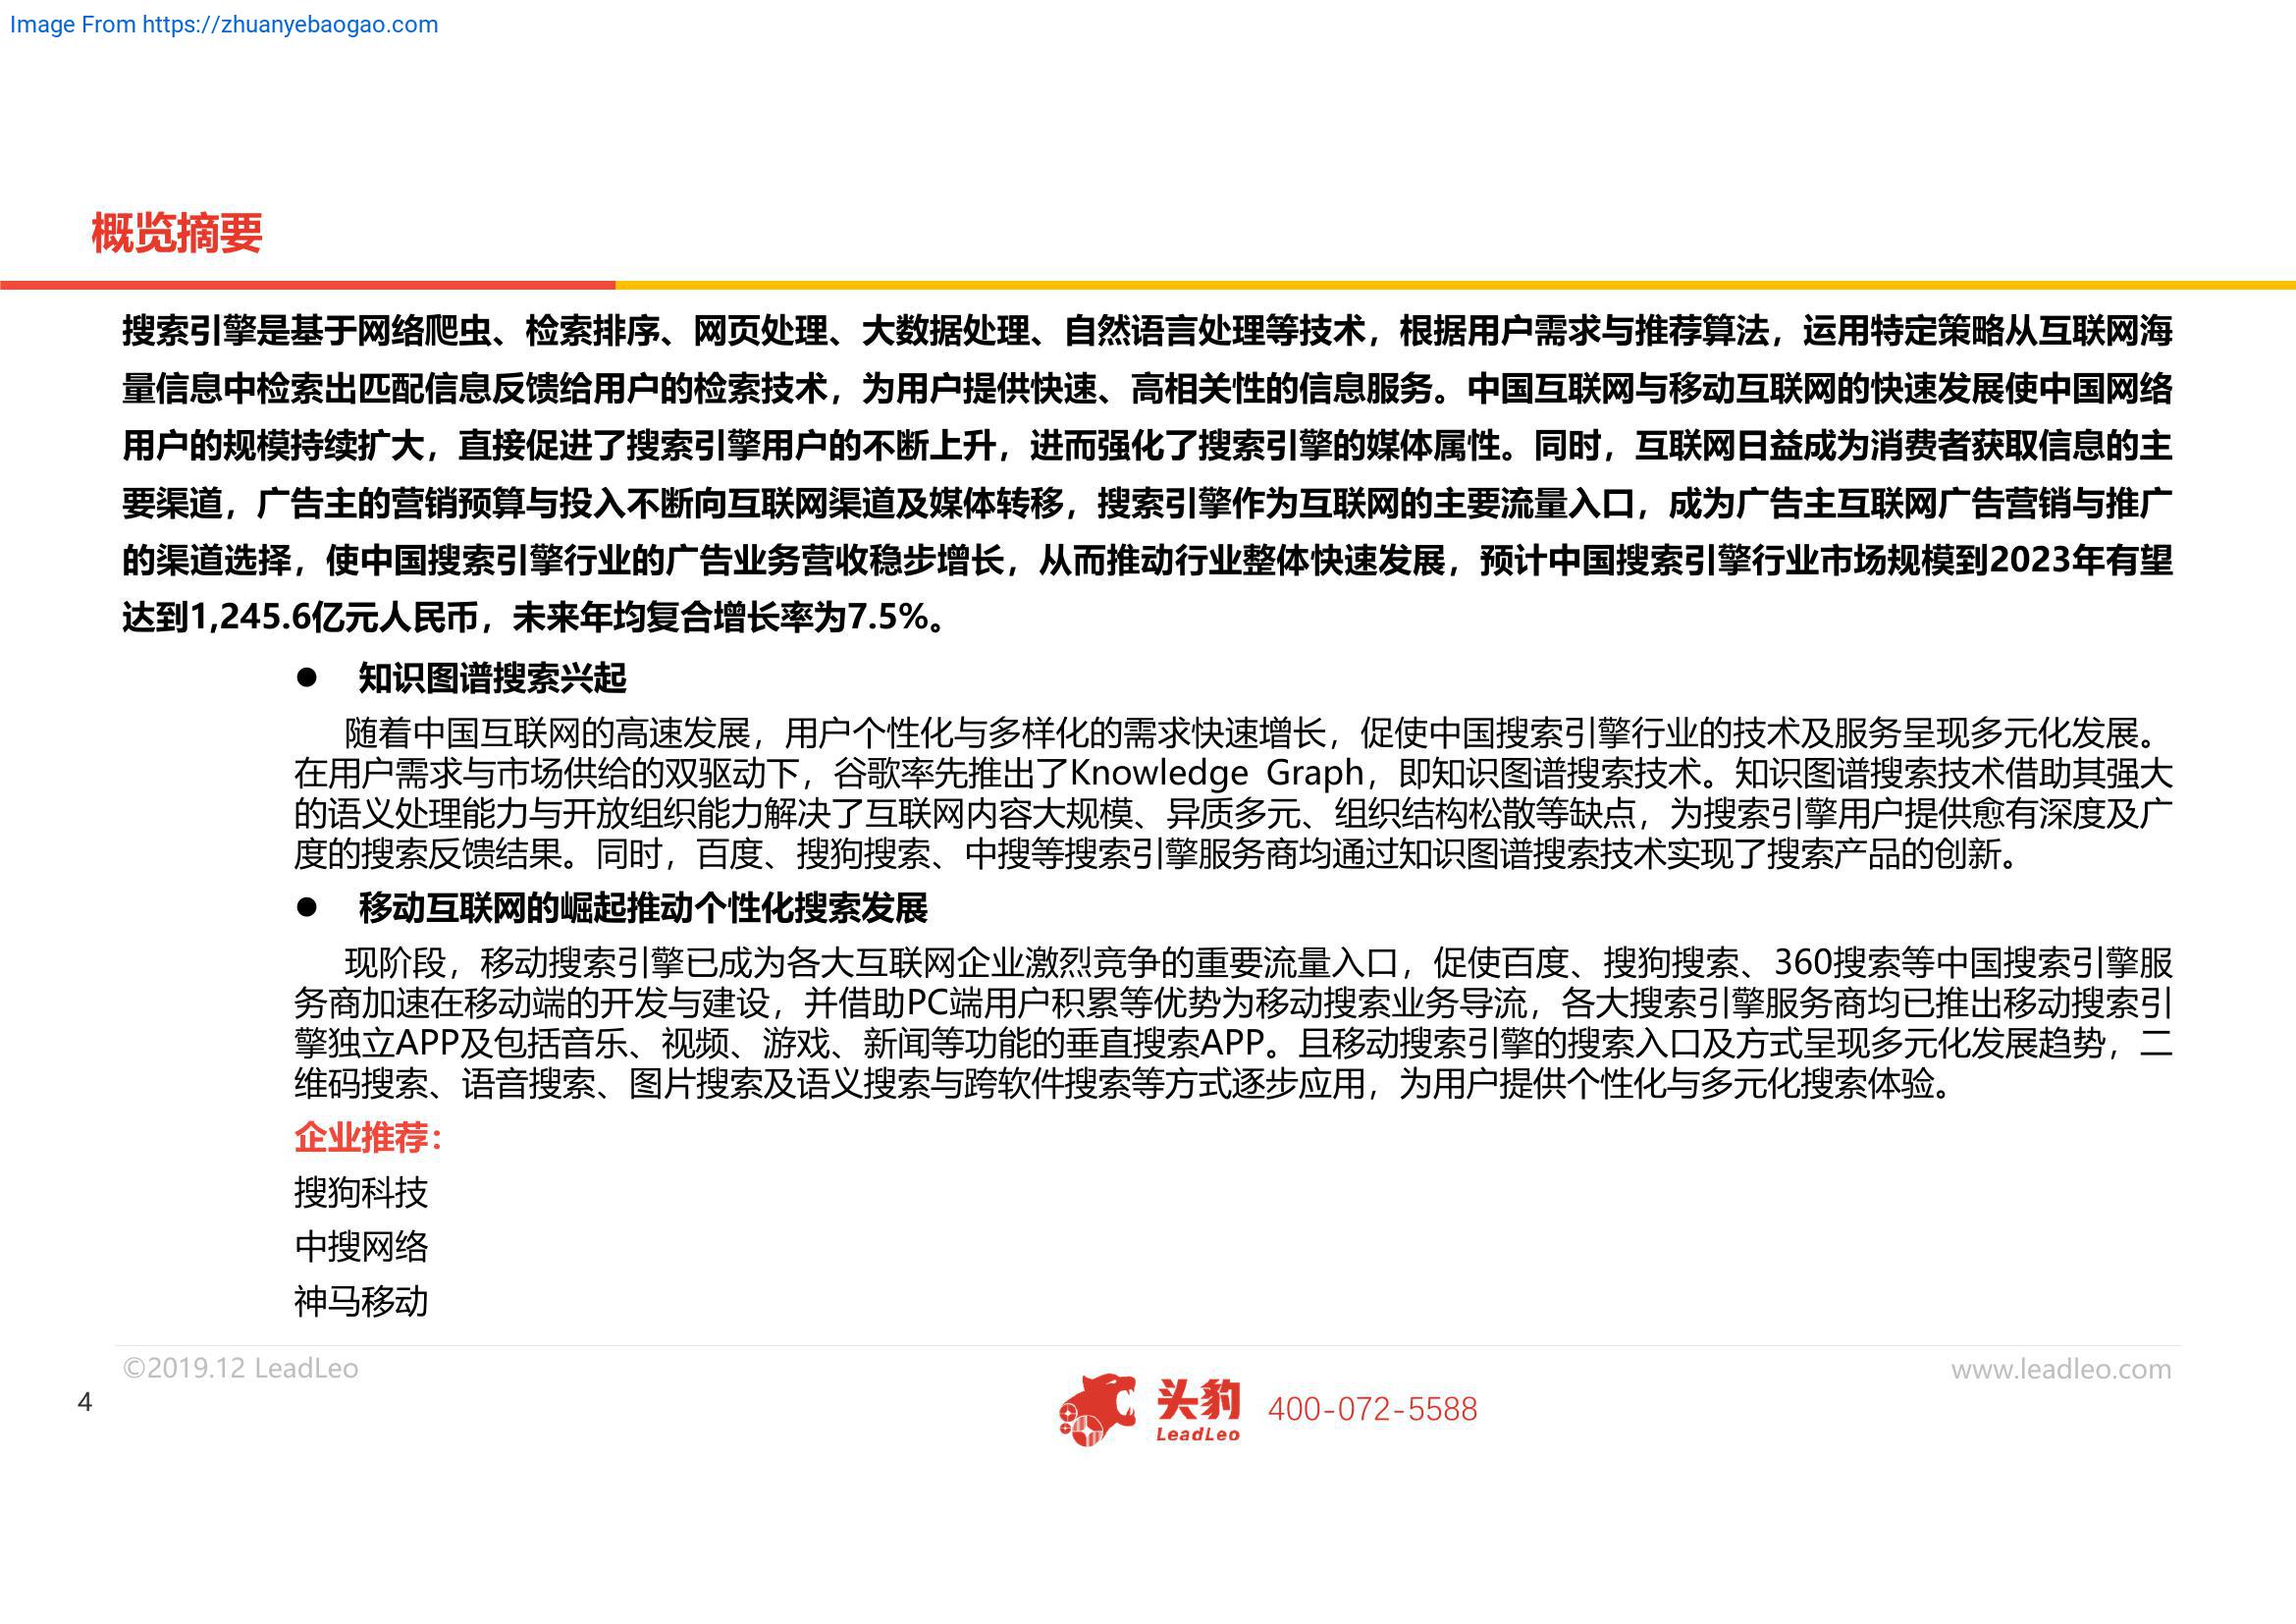 Image From https://zhuanyebaogao.com
概览摘要
搜索引擎是基于网络爬虫、检索排序、网页处理、大数据处理、自然语言处理等技术，根据用户需求与推荐算法，运用特定策略从互联网海
量信息中检索出匹配信息反馈给用户的检索技术，为用户提供快速、高相关性的信息服务。中国互联网与移动互联网的快速发展使中国网络
用户的规模持续扩大，直接促进了搜索引擎用户的不断上升，进而强化了搜索引擎的媒体属性。同时，互联网日益成为消费者获取信息的主
要渠道，广告主的营销预算与投入不断向互联网渠道及媒体转移，搜索引擎作为互联网的主要流量入口，成为广告主互联网广告营销与推广
的渠道选择，使中国搜索引擎行业的广告业务营收稳步增长，从而推动行业整体快速发展，预计中国搜索引擎行业市场规模到2023年有望
达到1,245.6亿元人民币，未来年均复合增长率为7.5%。
● 知识图谱搜索兴起
随着中国互联网的高速发展，用户个性化与多样化的需求快速增长，促使中国搜索引擎行业的技术及服务呈现多元化发展。
在用户需求与市场供给的双驱动下，谷歌率先推出了Knowledge Graph，即知识图谱搜索技术。知识图谱搜索技术借助其强大
的语义处理能力与开放组织能力解决了互联网内容大规模、异质多元、组织结构松散等缺点，为搜索引擎用户提供愈有深度及广
度的搜索反馈结果。同时，百度、搜狗搜索、中搜等搜索引擎服务商均通过知识图谱搜索技术实现了搜索产品的创新。
● 移动互联网的崛起推动个性化搜索发展
现阶段，移动搜索引擎已成为各大互联网企业激烈竞争的重要流量入口，促使百度、搜狗搜索、360搜索等中国搜索引擎服
务商加速在移动端的开发与建设，并借助PC端用户积累等优势为移动搜索业务导流，各大搜索引擎服务商均已推出移动搜索引
擎独立APP及包括音乐、视频、游戏、新闻等功能的垂直搜索APP。且移动搜索引擎的搜索入口及方式呈现多元化发展趋势，二
维码搜索、语音搜索、图片搜索及语义搜索与跨软件搜索等方式逐步应用，为用户提供个性化与多元化搜索体验。
企业推荐：
搜狗科技
中搜网络
神马移动
©2019.12 LeadLeo
www.leadleo.com
4
头豹
LeadLeo
400-072-5588